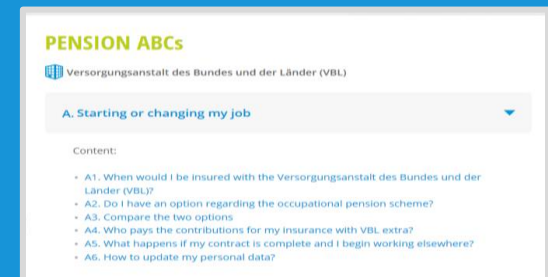 PENSION ABCs
Versorgungsanstalt des Bundes und der Länder (VBL)
A. Starting or changing my job
Content:
A1. When would I be insured with the Versorgungsanstalt des Bundes und der
Länder (VBL)?
A2. Do I have an option regarding the occupational pension scheme?
A3. Compare the two options
A4. Who pays the contributions for my insurance with VBL extra?
A5. What happens if my contract is complete and I begin working elsewhere?
A6. How to update my personal data?